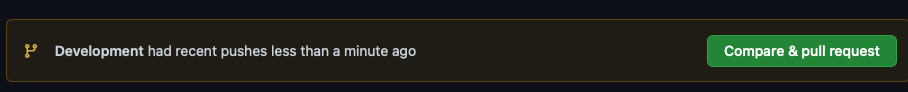 Development had recent pushes less than a minute ago
Compare & pull request